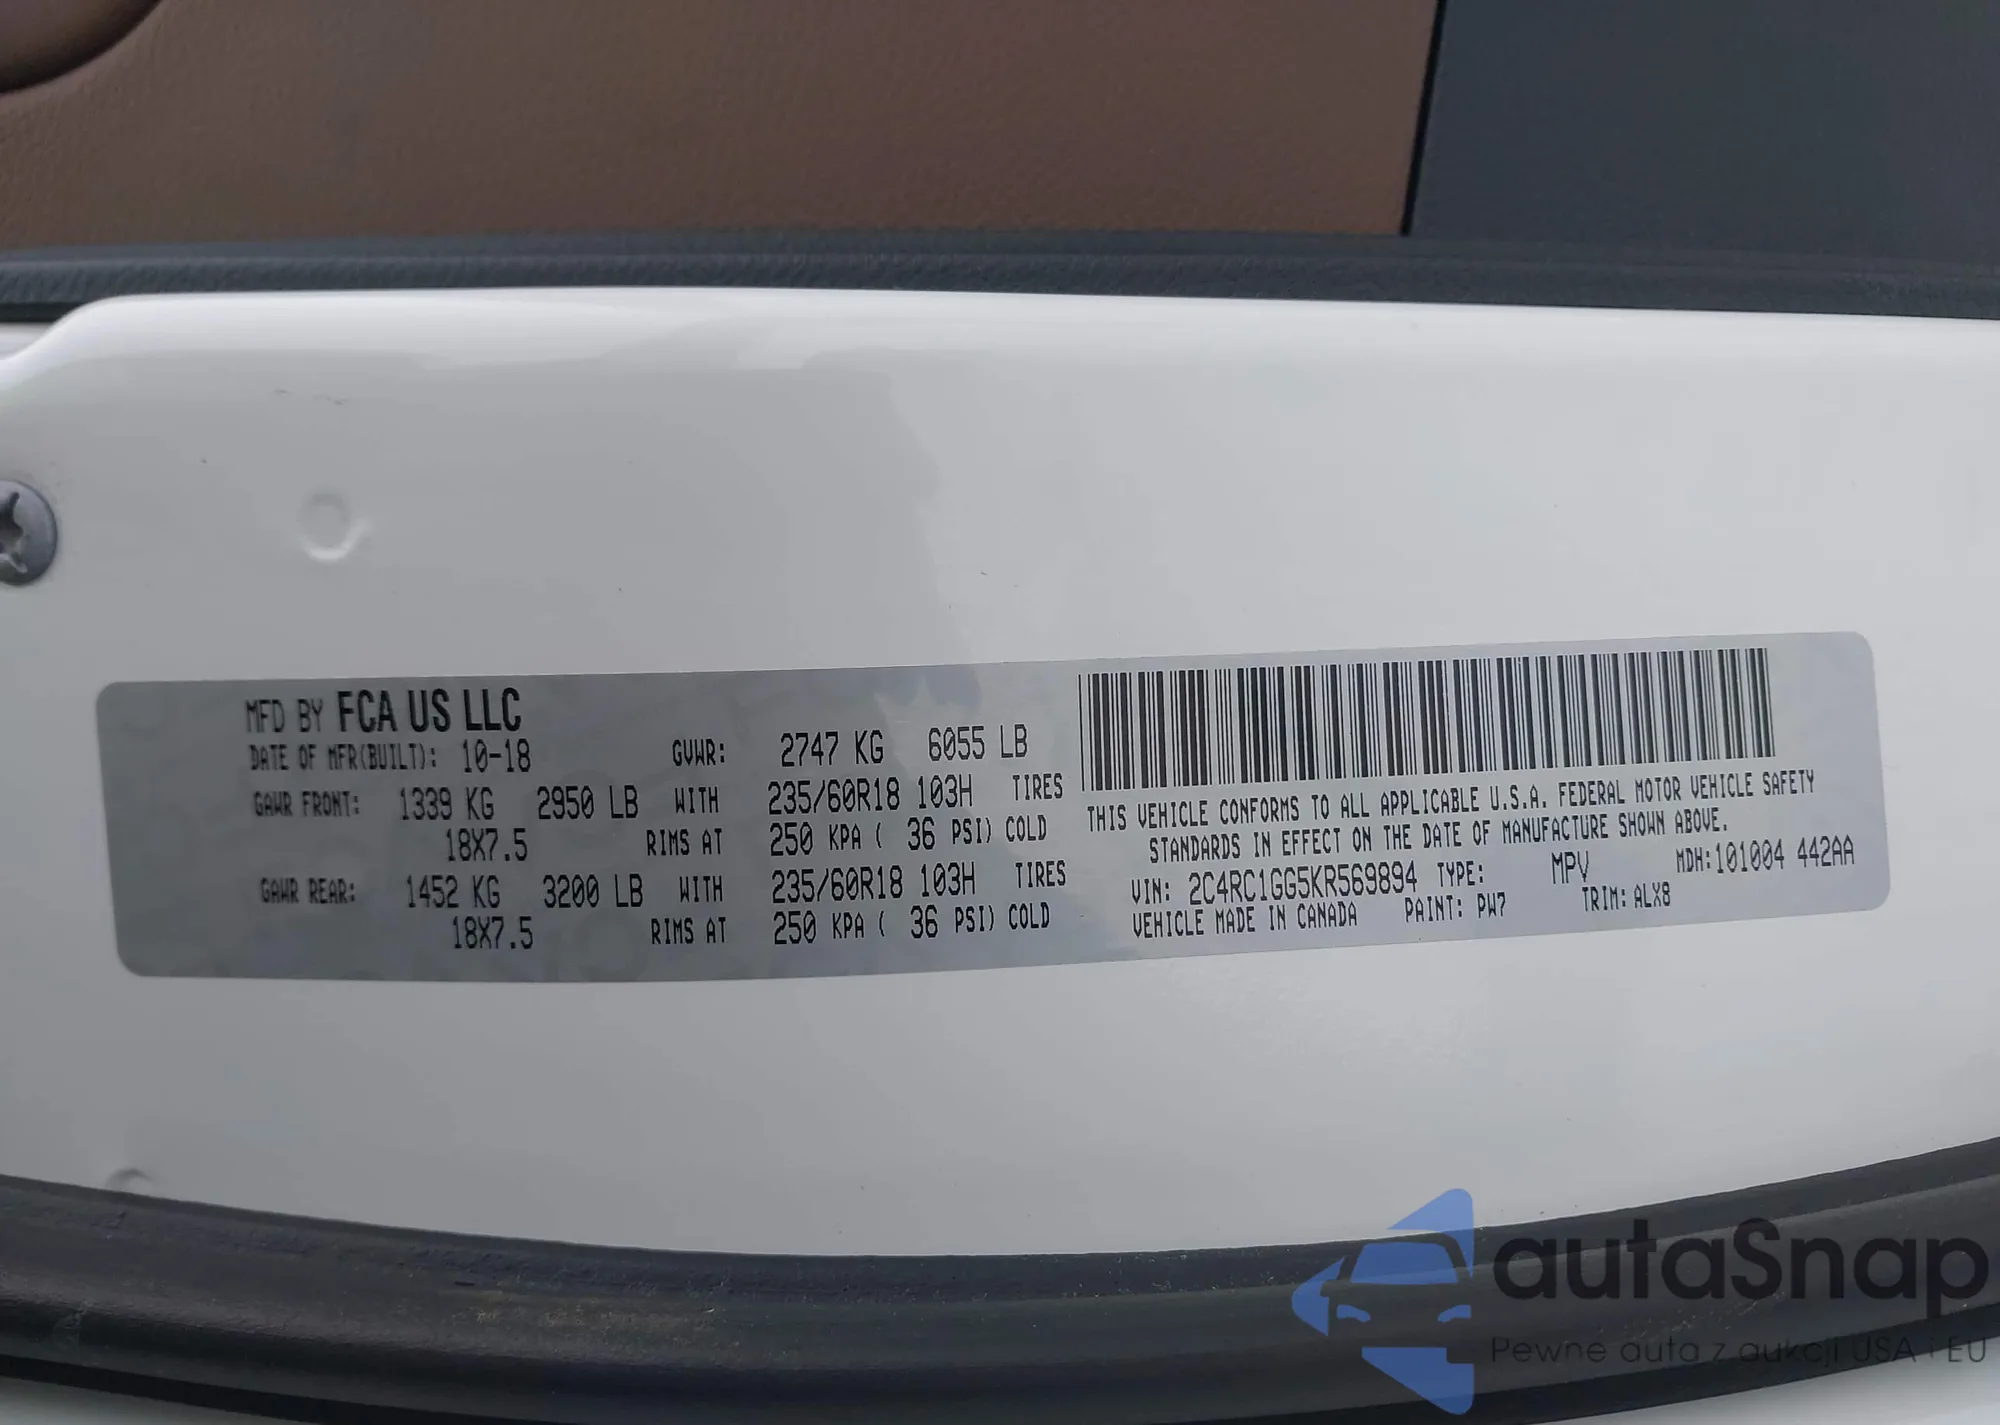 MFD BY FCA US LLC
DATE OF MFR(BUILT): 10-18 GVWR: 2747 KG 6055 LB
GAWR FRONT: 1339 KG 2950 LB WITH 235/60R18 103H TIRES
18X7.5 RIMS AT 250 KPA ( 36 PSI) COLD
GAWR REAR: 1452 KG 3200 LB WITH 235/60R18 103H TIRES
18X7.5 RIMS AT 250 KPA ( 36 PSI) COLD
THIS VEHICLE CONFORMS TO ALL APPLICABLE U.S.A. FEDERAL MOTOR VEHICLE SAFETY
STANDARDS IN EFFECT ON THE DATE OF MANUFACTURE SHOWN ABOVE.
VIN: 2C4RC1GG5KR569894 TYPE: MPV MDH:101004 442AA
VEHICLE MADE IN CANADA PAINT: PW7 TRIM: ALX8
autaSnap
Pewne auta z aukcji USA i EU